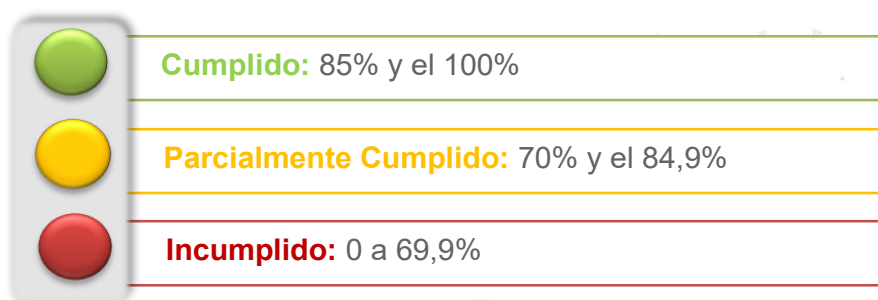 Cumplido: 85% y el 100%
Parcialmente Cumplido: 70% y el 84,9%
Incumplido: 0 a 69,9%